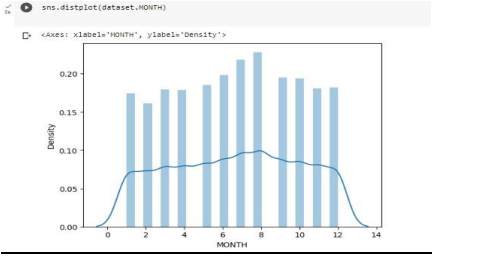 sns.distplot(dataset.MONTH)
<Axes: xlabel='MONTH', ylabel='Density'>
0.20
0.15
0.10
0.05
0.00
Density
0 2 4 6 8 10 12 14
MONTH